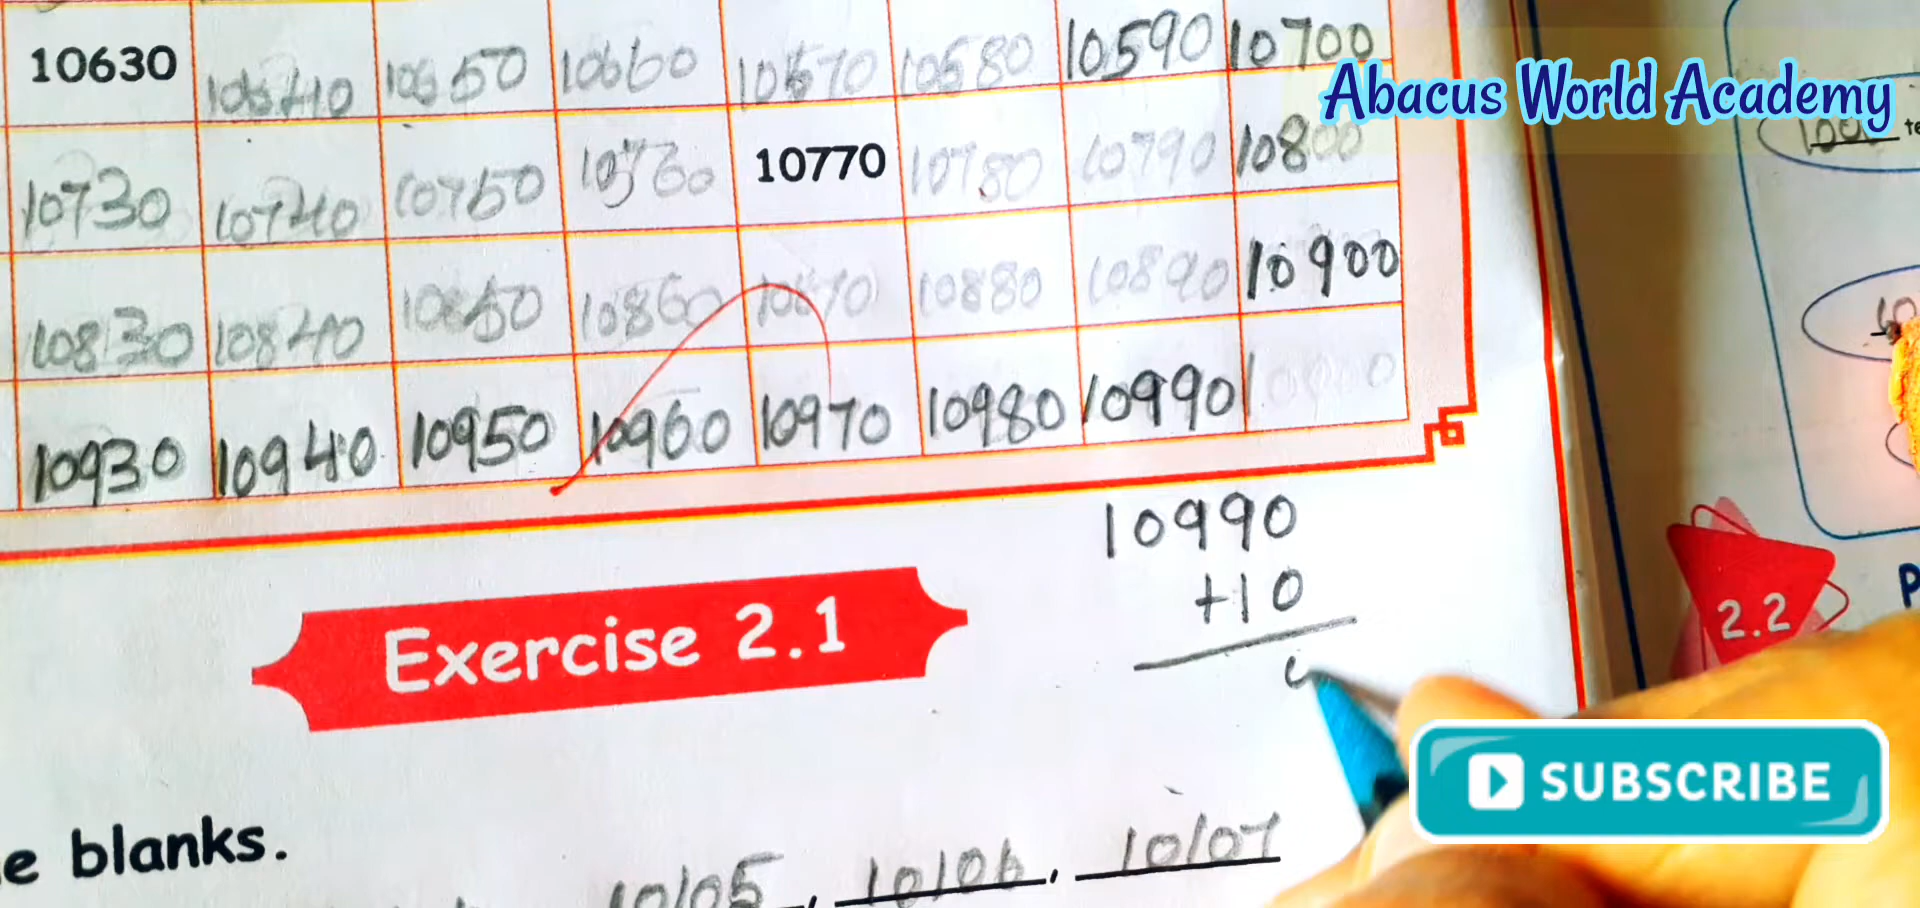 10630 10640 10650 10660 10670 10680 10590 10700
Abacus World Academy
10730 10740 10750 10760 10770 10780 10790 10800
10830 10840 10850 10860 10870 10880 10890 10900
10930 10940 10950 10960 10970 10980 10990
10990
+10
Exercise 2.1
2.2
SUBSCRIBE
blanks.
10105, 10106, 10107